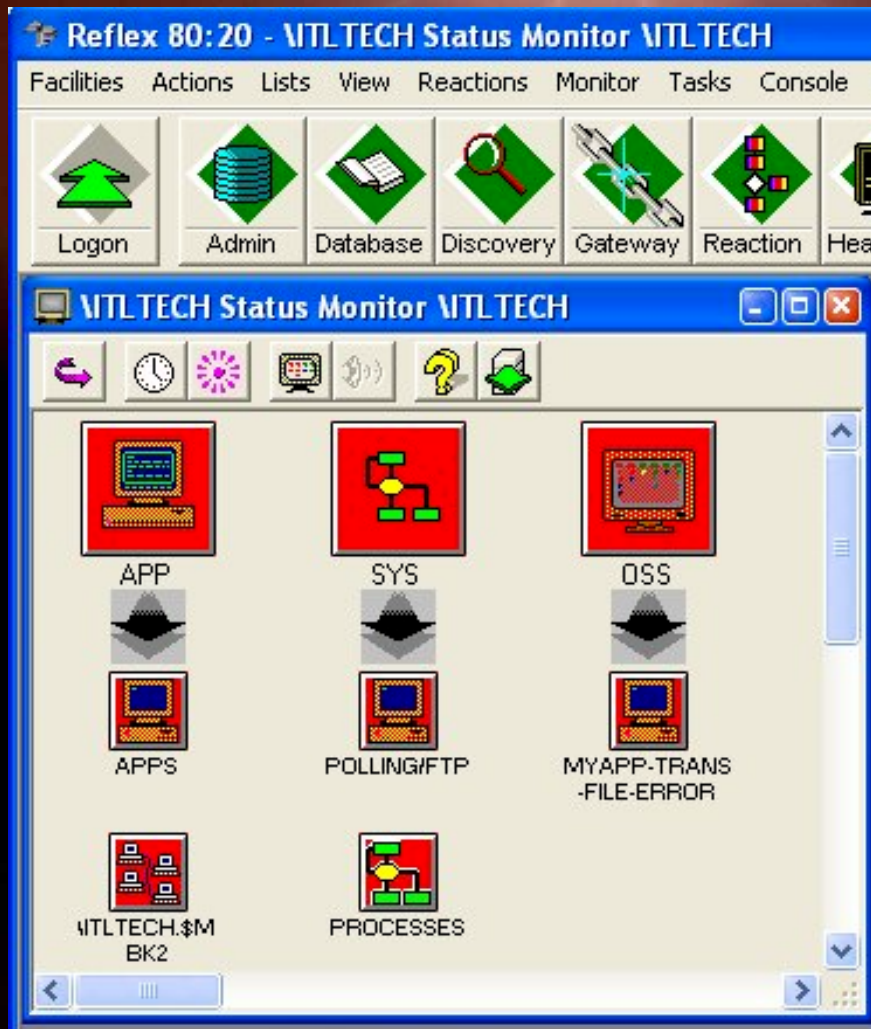 Reflex 80:20 - \ITLTECH Status Monitor \ITLTECH
Facilities Actions Lists View Reactions Monitor Tasks Console
Logon Admin Database Discovery Gateway Reaction Hea
\ITLTECH Status Monitor \ITLTECH
APP SYS OSS
APPS POLLING/FTP MYAPP-TRANS
-FILE-ERROR
\ITLTECH.$M PROCESSES
BK2